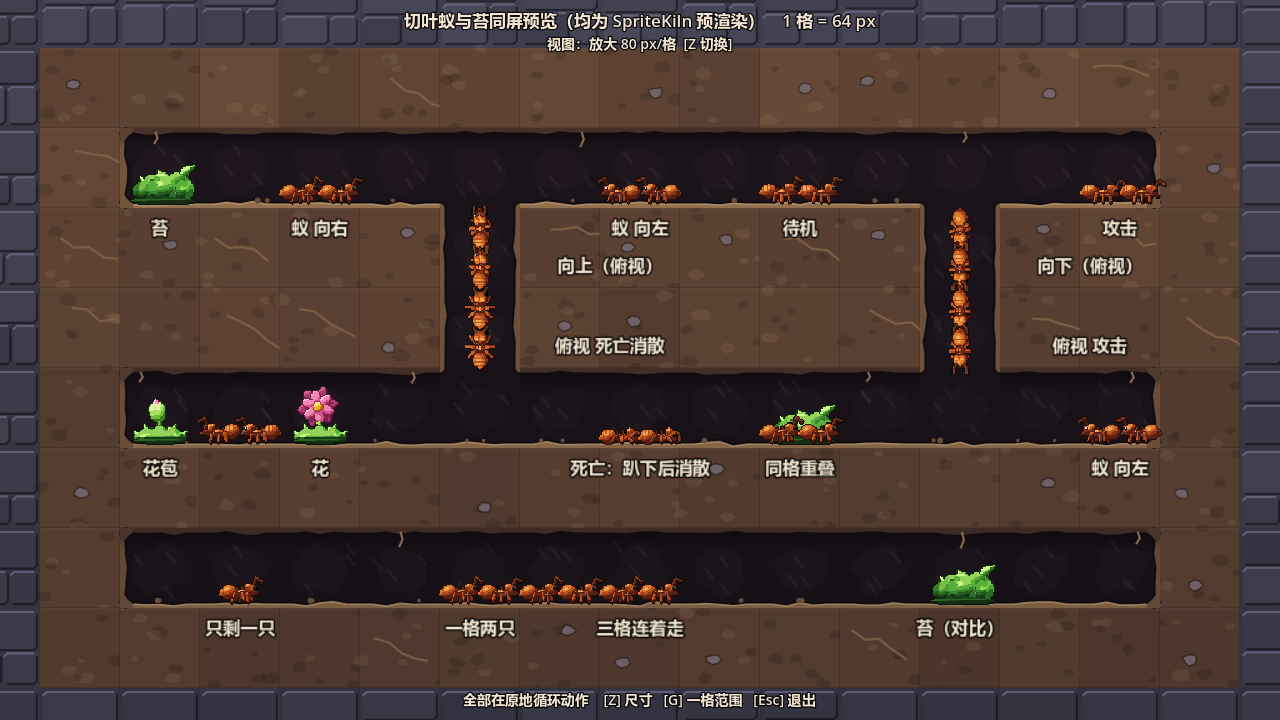 切叶蚁与苔同屏预览（均为 SpriteKiln 预渲染） 1 格 = 64 px
视图：放大 80 px/格 [Z 切换]
苔
蚁 向右
蚁 向左
待机
攻击
向上（俯视）
向下（俯视）
俯视 死亡消散
俯视 攻击
花苞
花
死亡：趴下后消散
同格重叠
蚁 向左
只剩一只
一格两只
三格连着走
苔（对比）
全部在原地循环动作 [Z] 尺寸 [G] 一格范围 [Esc] 退出